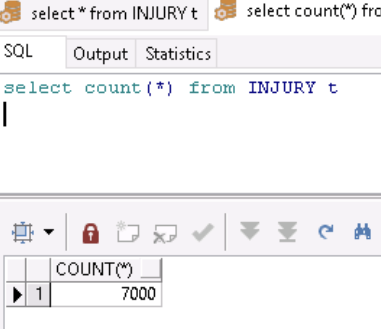 select * from INJURY t select count(*) fro
SQL Output Statistics
select count(*) from INJURY t
COUNT(*)
1 7000